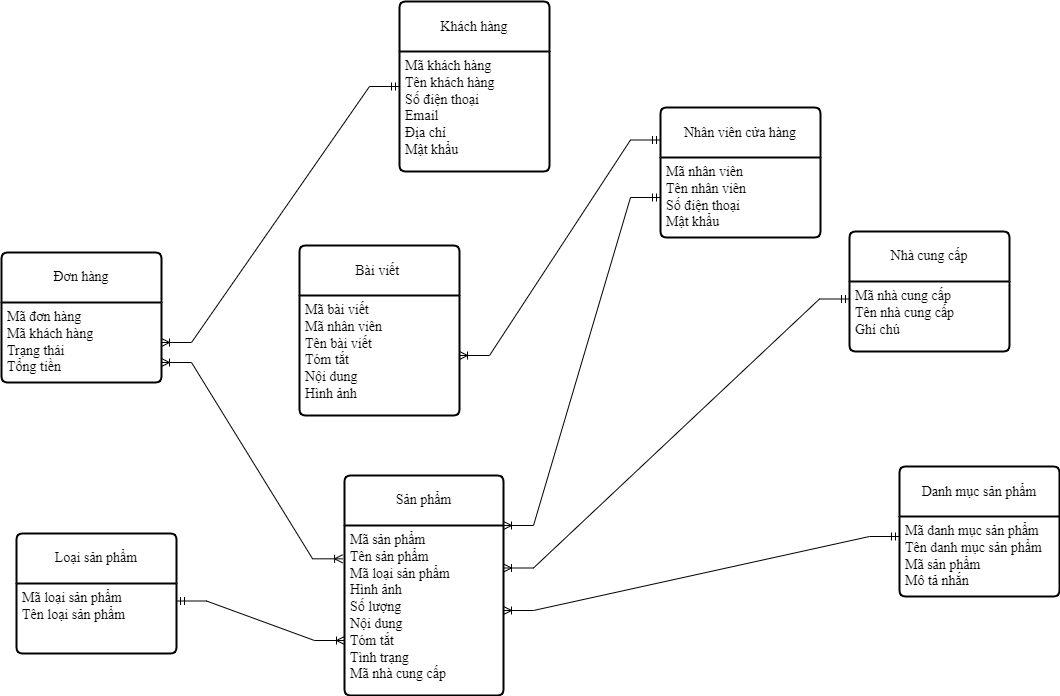 Khách hàng
Mã khách hàng
Tên khách hàng
Số điện thoại
Email
Địa chỉ
Mật khẩu
Nhân viên cửa hàng
Mã nhân viên
Tên nhân viên
Số điện thoại
Mật khẩu
Nhà cung cấp
Mã nhà cung cấp
Tên nhà cung cấp
Ghí chú
Đơn hàng
Mã đơn hàng
Mã khách hàng
Trạng thái
Tổng tiền
Bài viết
Mã bài viết
Mã nhân viên
Tên bài viết
Tóm tắt
Nội dung
Hình ảnh
Sản phẩm
Mã sản phẩm
Tên sản phẩm
Mã loại sản phẩm
Hình ảnh
Số lượng
Nội dung
Tóm tắt
Tình trạng
Mã nhà cung cấp
Danh mục sản phẩm
Mã danh mục sản phẩm
Tên danh mục sản phẩm
Mã sản phẩm
Mô tả nhắn
Loại sản phẩm
Mã loại sản phẩm
Tên loại sản phẩm